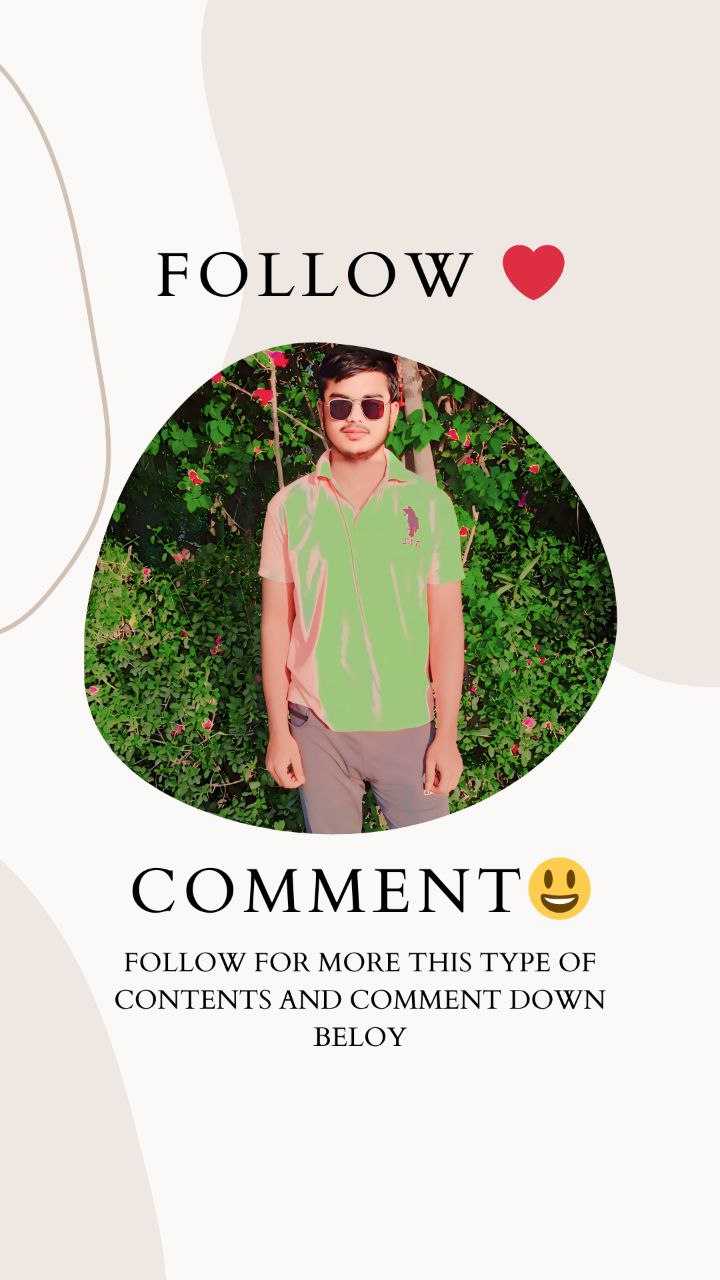 FOLLOW ❤️
COMMENT😃
FOLLOW FOR MORE THIS TYPE OF
CONTENTS AND COMMENT DOWN
BELOY